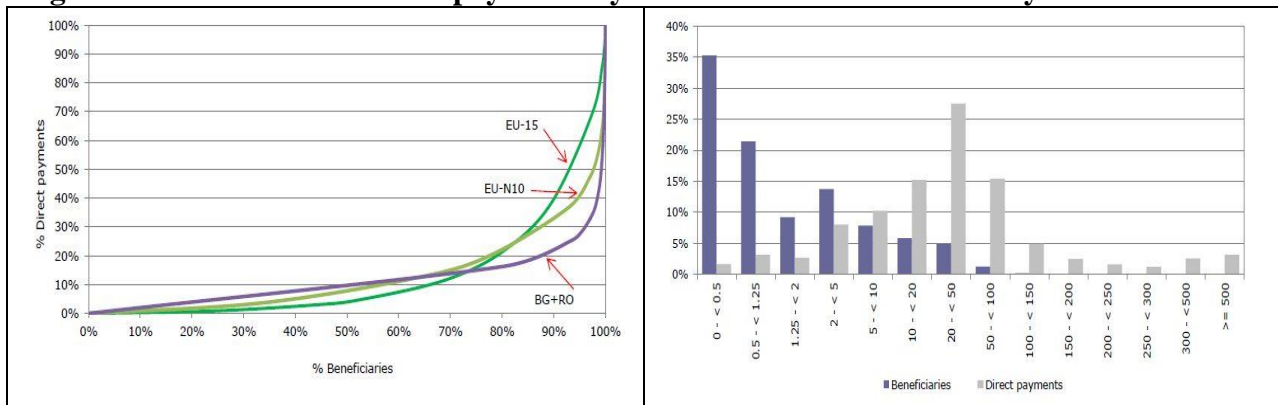 100%
90%
80%
70%
60%
50%
40%
30%
20%
10%
0%
% Direct payments
EU-15
EU-N10
BG+RO
0% 10% 20% 30% 40% 50% 60% 70% 80% 90% 100%
% Beneficiaries
40%
35%
30%
25%
20%
15%
10%
5%
0%
0 - < 0.5
0.5 - < 1.25
1.25 - < 2
2 - < 5
5 - < 10
10 - < 20
20 - < 50
50 - < 100
100 - < 150
150 - < 200
200 - < 250
250 - < 300
300 - <500
>= 500
Beneficiaries Direct payments